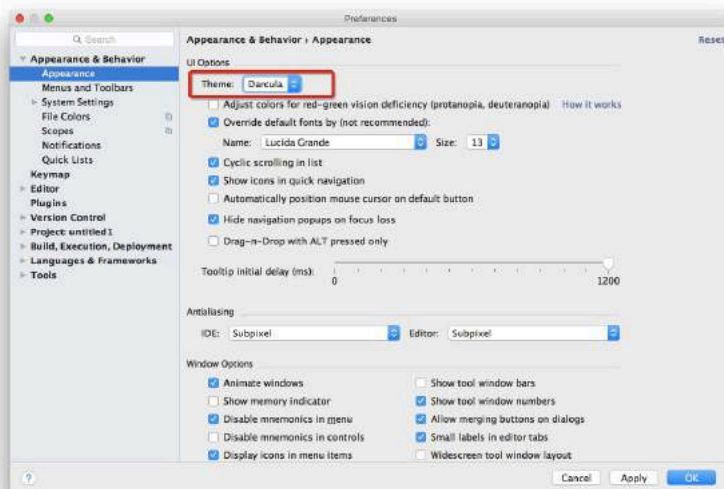 Preferences
Search
Appearance & Behavior › Appearance
Reset
Appearance & Behavior
Appearance
Menus and Toolbars
System Settings
File Colors
Scopes
Notifications
Quick Lists
Keymap
Editor
Plugins
Version Control
Project: untitled1
Build, Execution, Deployment
Languages & Frameworks
Tools
UI Options
Theme: Darcula
Adjust colors for red-green vision deficiency (protanopia, deuteranopia) How it works
Override default fonts by (not recommended):
Name: Lucida Grande Size: 13
Cyclic scrolling in list
Show icons in quick navigation
Automatically position mouse cursor on default button
Hide navigation popups on focus loss
Drag-n-Drop with ALT pressed only
Tooltip initial delay (ms):
0 1200
Antialiasing
IDE: Subpixel Editor: Subpixel
Window Options
Animate windows Show tool window bars
Show memory indicator Show tool window numbers
Disable mnemonics in menu Allow merging buttons on dialogs
Disable mnemonics in controls Small labels in editor tabs
Display icons in menu items Widescreen tool window layout
? Cancel Apply OK